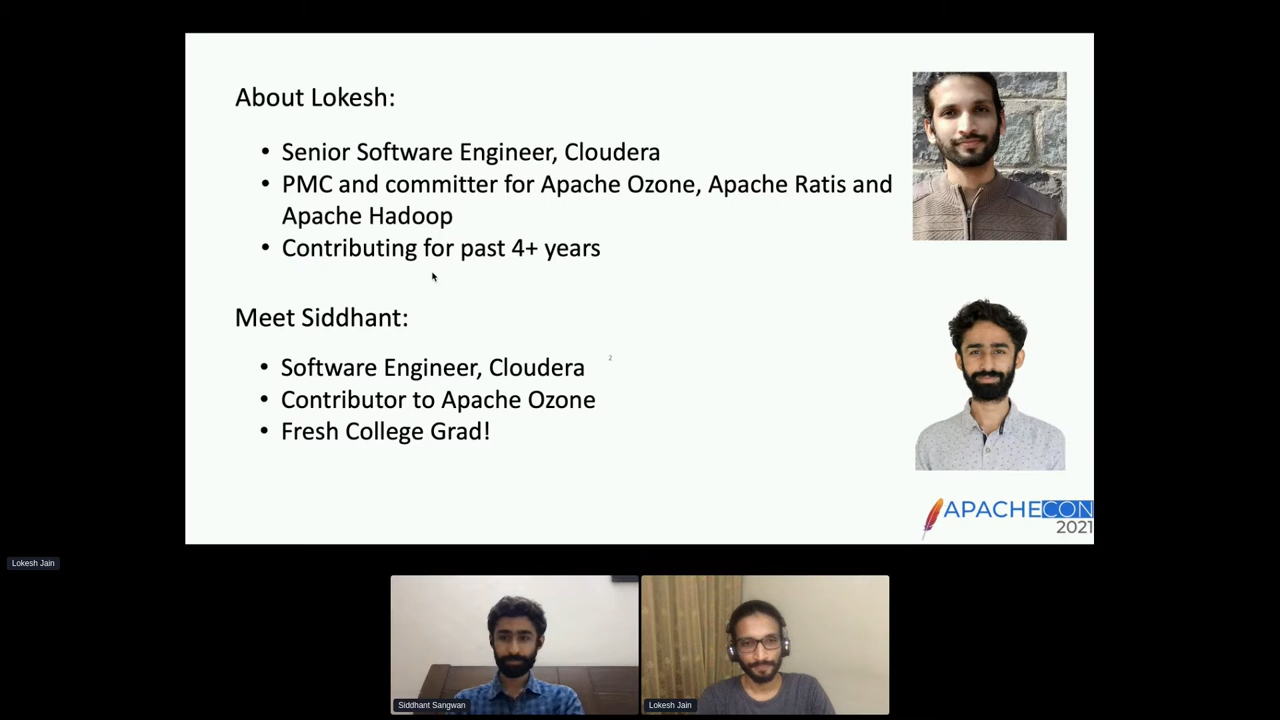 About Lokesh:
• Senior Software Engineer, Cloudera
• PMC and committer for Apache Ozone, Apache Ratis and
Apache Hadoop
• Contributing for past 4+ years
Meet Siddhant:
• Software Engineer, Cloudera
2
• Contributor to Apache Ozone
• Fresh College Grad!
APACHECON
2021
Lokesh Jain
Siddhant Sangwan
Lokesh Jain